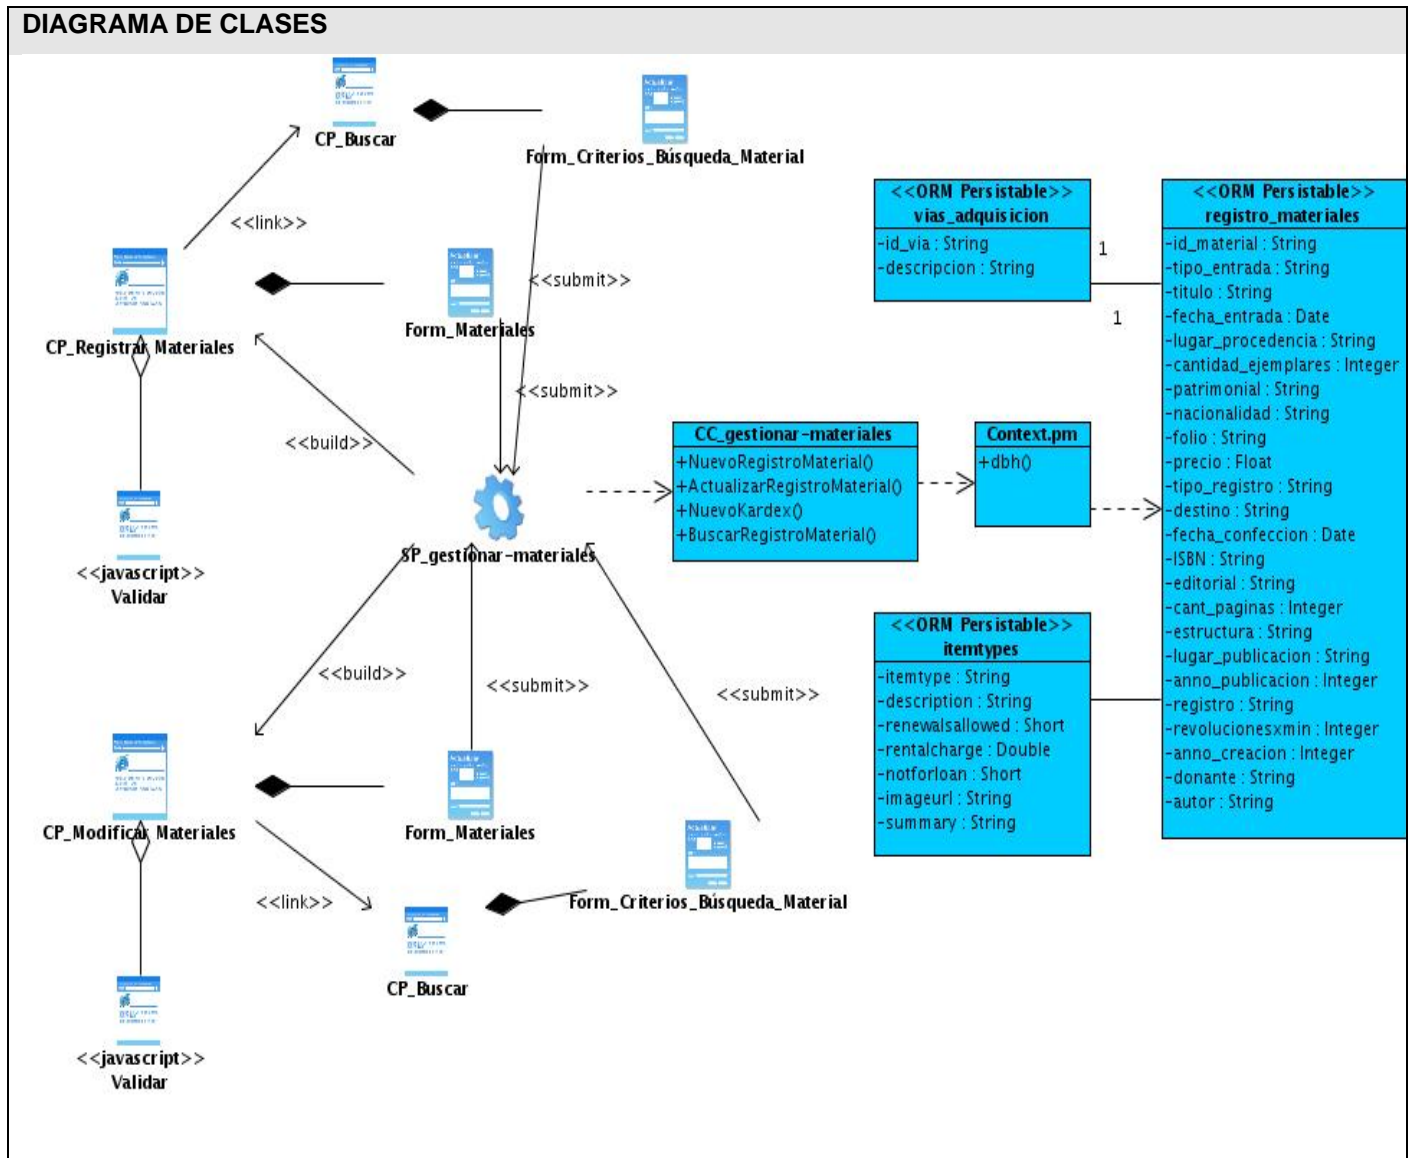 DIAGRAMA DE CLASES
CP_Buscar
Form_Criterios_Búsqueda_Material
<<link>>
<<submit>>
CP_Registrar Materiales
Form_Materiales
<<submit>>
<<build>>
<<javascript>>
Validar
SP_gestionar-materiales
<<build>>
<<submit>>
<<submit>>
CP_Modificar Materiales
Form_Materiales
Form_Criterios_Búsqueda_Material
<<link>>
CP_Buscar
<<javascript>>
Validar
CC_gestionar-materiales
+NuevoRegistroMaterial()
+ActualizarRegistroMaterial()
+NuevoKardex()
+BuscarRegistroMaterial()
Context.pm
+dbh()
<<ORM Persistable>>
vias_adquisicion
-id_via : String
-descripcion : String
1
1
<<ORM Persistable>>
itemtypes
-itemtype : String
-description : String
-renewalsallowed : Short
-rentalcharge : Double
-notforloan : Short
-imageurl : String
-summary : String
<<ORM Persistable>>
registro_materiales
-id_material : String
-tipo_entrada : String
-titulo : String
-fecha_entrada : Date
-lugar_procedencia : String
-cantidad_ejemplares : Integer
-patrimonial : String
-nacionalidad : String
-folio : String
-precio : Float
-tipo_registro : String
-destino : String
-fecha_confeccion : Date
-ISBN : String
-editorial : String
-cant_paginas : Integer
-estructura : String
-lugar_publicacion : String
-anno_publicacion : Integer
-registro : String
-revolucionesxmin : Integer
-anno_creacion : Integer
-donante : String
-autor : String